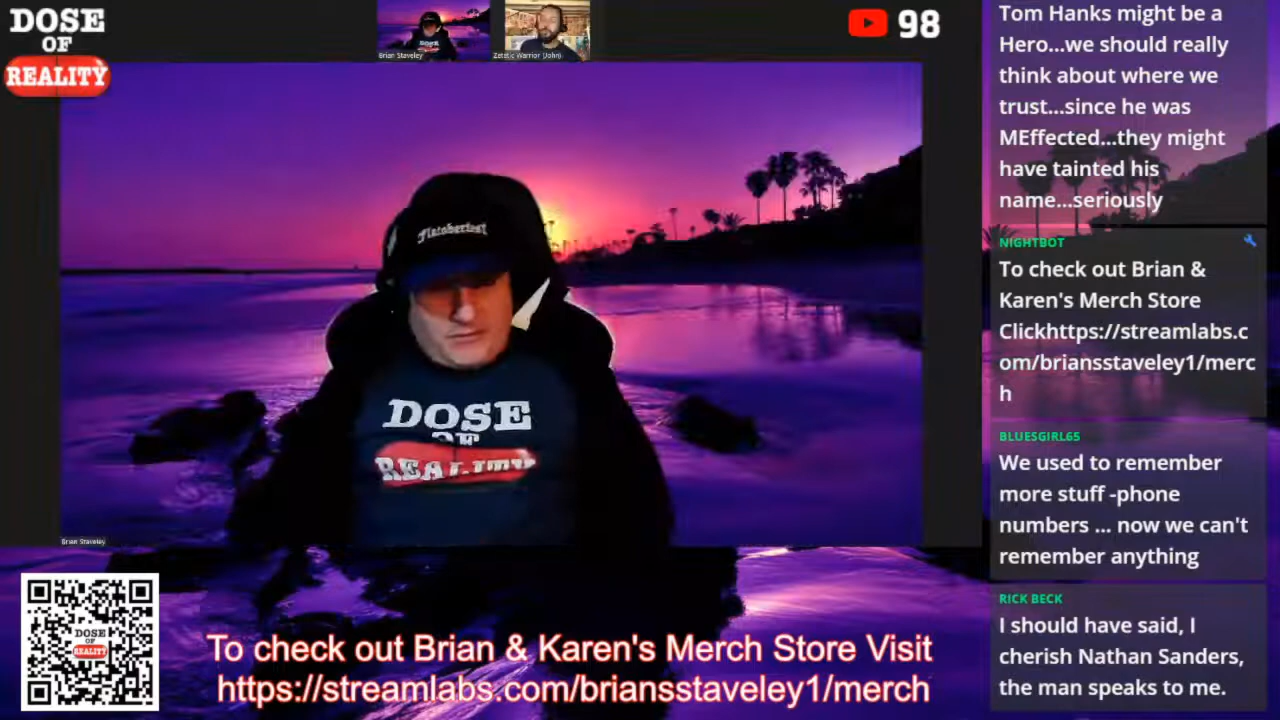 DOSE
OF
REALITY
Brian Staveley
Zetetic Warrior (John)
98
Flatoberfest
DOSE
OF
REALITY
Brian Staveley
DOSE
OF
REALITY
To check out Brian & Karen's Merch Store Visit
https://streamlabs.com/briansstaveley1/merch
Tom Hanks might be a
Hero...we should really
think about where we
trust...since he was
MEffected...they might
have tainted his
name...seriously
NIGHTBOT
To check out Brian &
Karen's Merch Store
Clickhttps://streamlabs.c
om/briansstaveley1/merc
h
BLUESGIRL65
We used to remember
more stuff -phone
numbers ... now we can't
remember anything
RICK BECK
I should have said, I
cherish Nathan Sanders,
the man speaks to me.